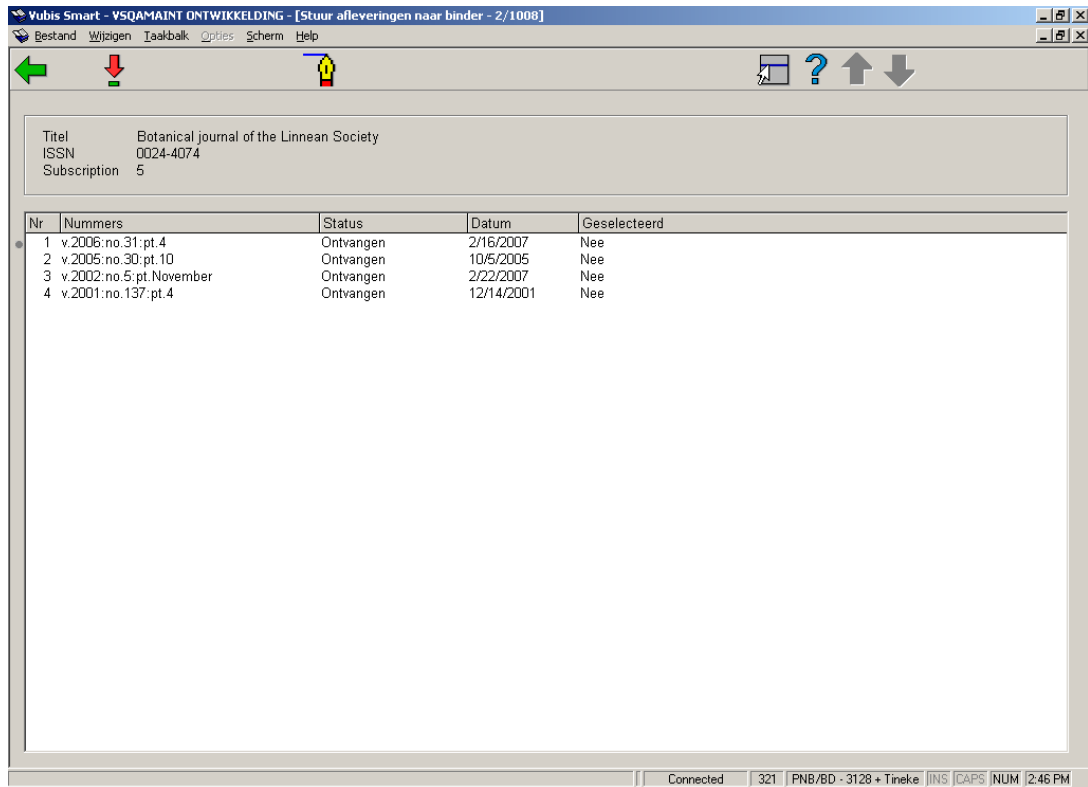 Vubis Smart - VSQAMAINT ONTWIKKELDING - [Stuur afleveringen naar binder - 2/1008]
Bestand Wijzigen Taakbalk Opties Scherm Help
Titel Botanical journal of the Linnean Society
ISSN 0024-4074
Subscription 5
Nr Nummers Status Datum Geselecteerd
1 v.2006:no.31:pt.4 Ontvangen 2/16/2007 Nee
2 v.2005:no.30:pt.10 Ontvangen 10/5/2005 Nee
3 v.2002:no.5:pt.November Ontvangen 2/22/2007 Nee
4 v.2001:no.137:pt.4 Ontvangen 12/14/2001 Nee
Connected 321 PNB/BD - 3128 + Tineke INS CAPS NUM 2:46 PM